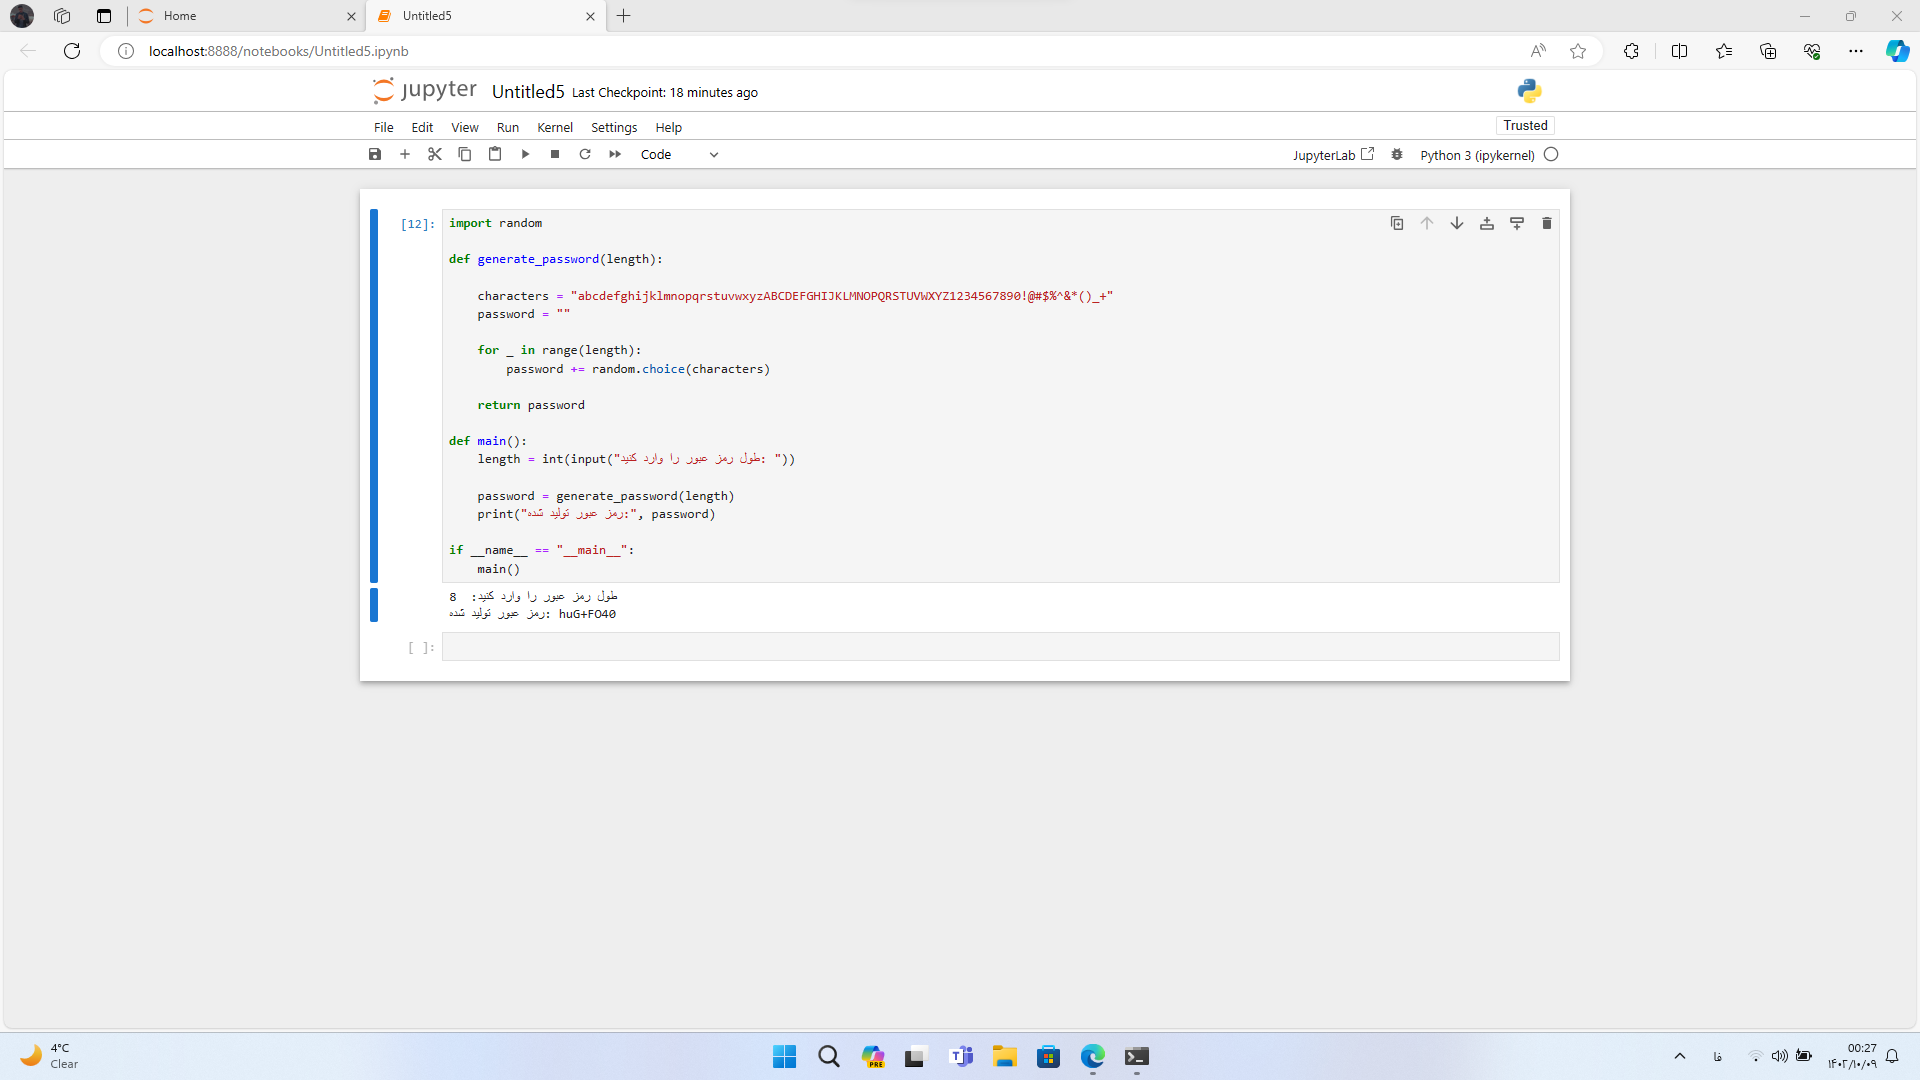 Home
Untitled5
localhost:8888/notebooks/Untitled5.ipynb
jupyter Untitled5 Last Checkpoint: 18 minutes ago
File Edit View Run Kernel Settings Help
Trusted
Code
JupyterLab
Python 3 (ipykernel)
[12]:
import random
def generate_password(length):
characters = "abcdefghijklmnopqrstuvwxyzABCDEFGHIJKLMNOPQRSTUVWXYZ1234567890!@#$%^&*()_+"
password = ""
for _ in range(length):
password += random.choice(characters)
return password
def main():
length = int(input("طول رمز عبور را وارد کنید: "))
password = generate_password(length)
print("رمز عبور تولید شده:", password)
if __name__ == "__main__":
main()
طول رمز عبور را وارد کنید: 8
رمز عبور تولید شده: huG+FO40
[ ]:
4°C
Clear
PRE
فا
00:27
۱۴۰۲/۱۰/۰۹